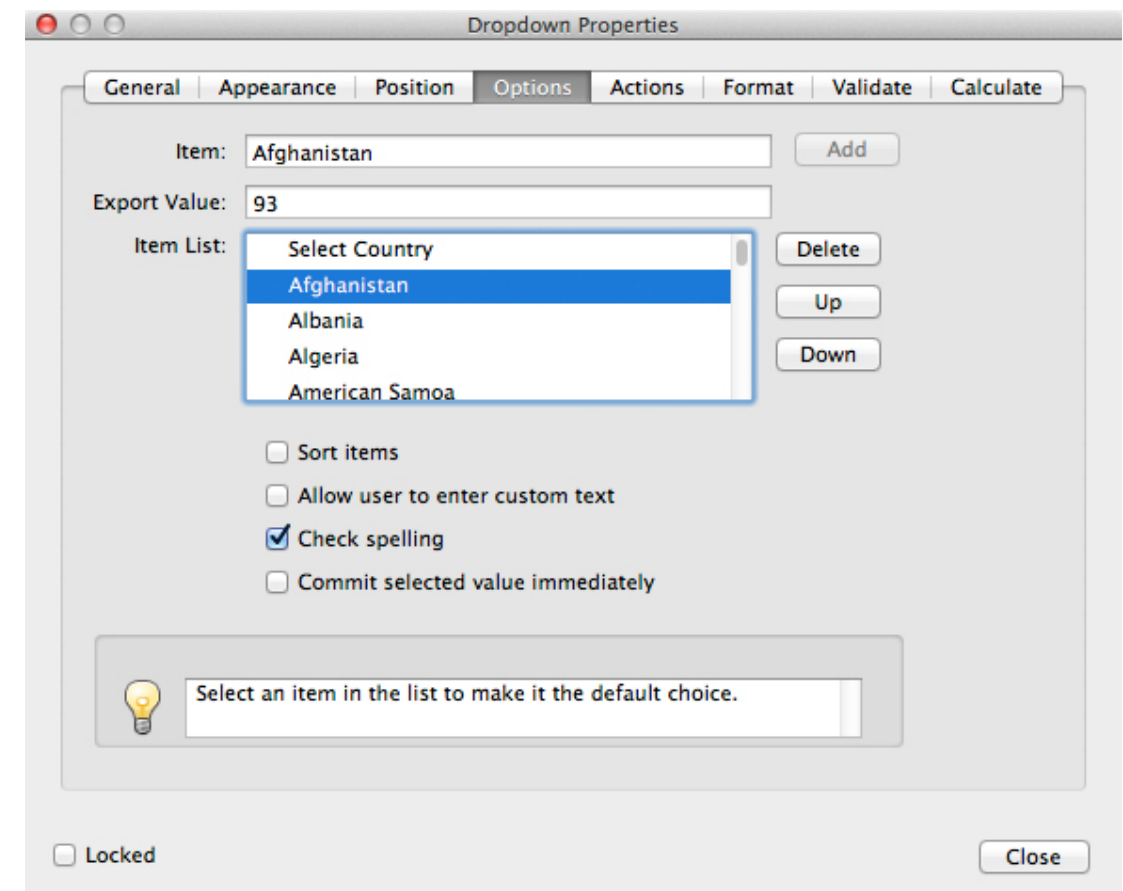 Dropdown Properties
General Appearance Position Options Actions Format Validate Calculate
Item: Afghanistan Add
Export Value: 93
Item List: Select Country Delete
Afghanistan
Up
Albania
Algeria Down
American Samoa
Sort items
Allow user to enter custom text
Check spelling
Commit selected value immediately
Select an item in the list to make it the default choice.
Locked Close